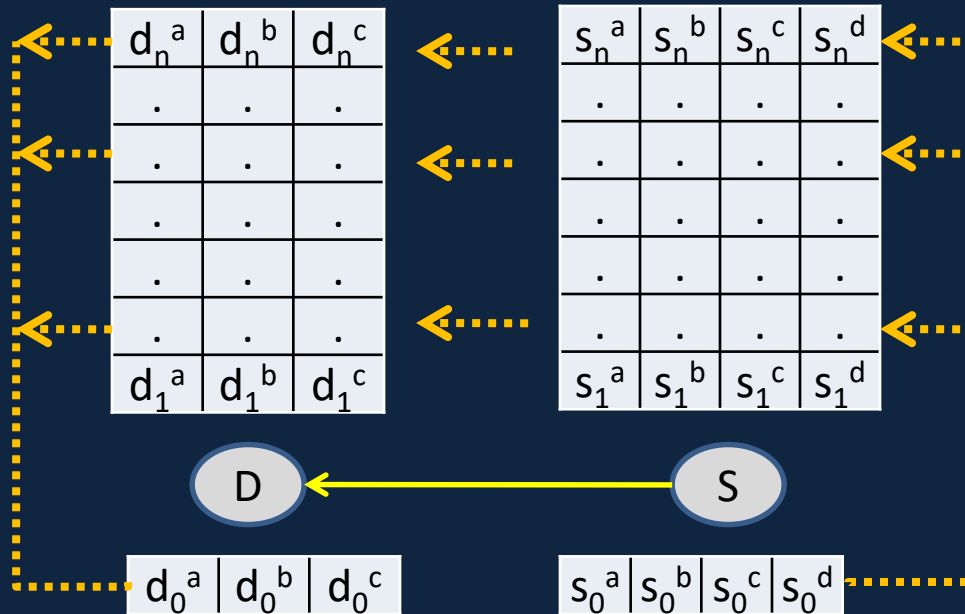 dₙᵃ dₙᵇ dₙᶜ sₙᵃ sₙᵇ sₙᶜ sₙᵈ
. . . . . . .
. . . . . . .
. . . . . . .
. . . . . . .
. . . . . . .
d₁ᵃ d₁ᵇ d₁ᶜ s₁ᵃ s₁ᵇ s₁ᶜ s₁ᵈ
D S
d₀ᵃ d₀ᵇ d₀ᶜ s₀ᵃ s₀ᵇ s₀ᶜ s₀ᵈ